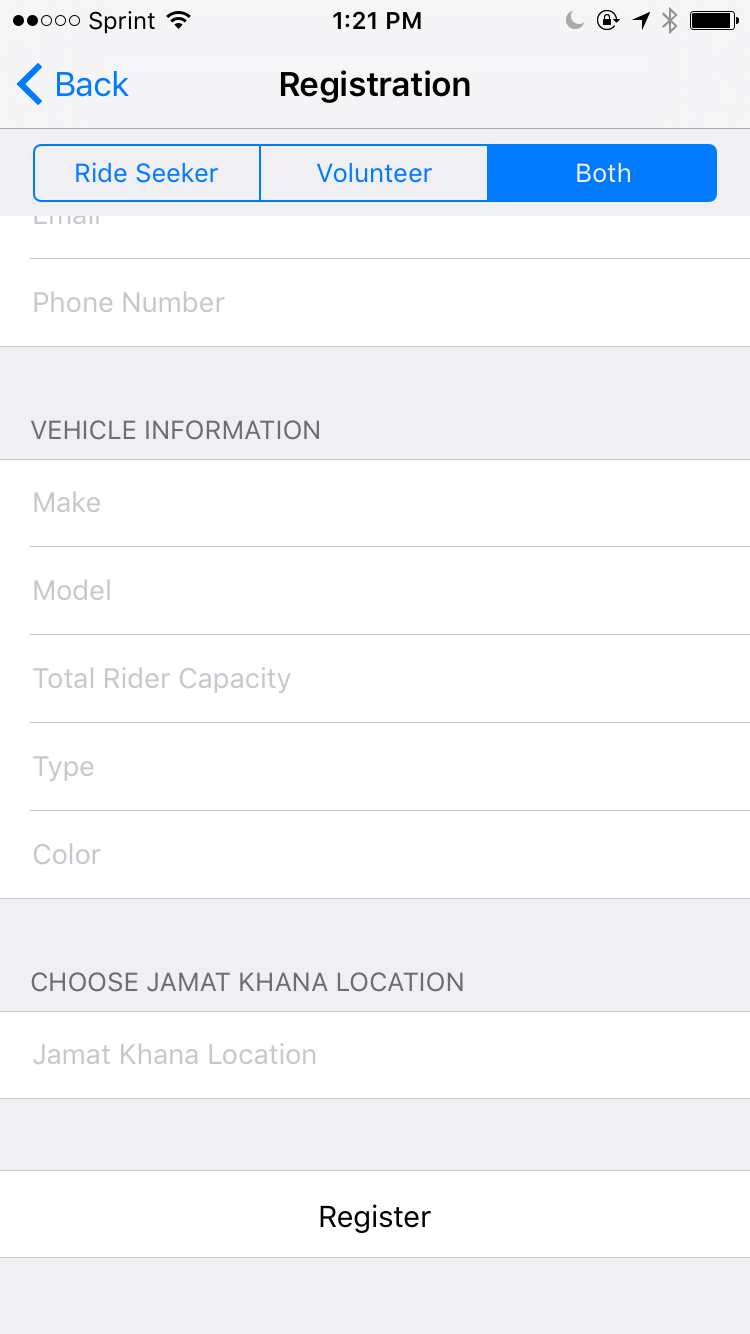 Sprint 1:21 PM
Back Registration
Ride Seeker Volunteer Both
Email
Phone Number
VEHICLE INFORMATION
Make
Model
Total Rider Capacity
Type
Color
CHOOSE JAMAT KHANA LOCATION
Jamat Khana Location
Register